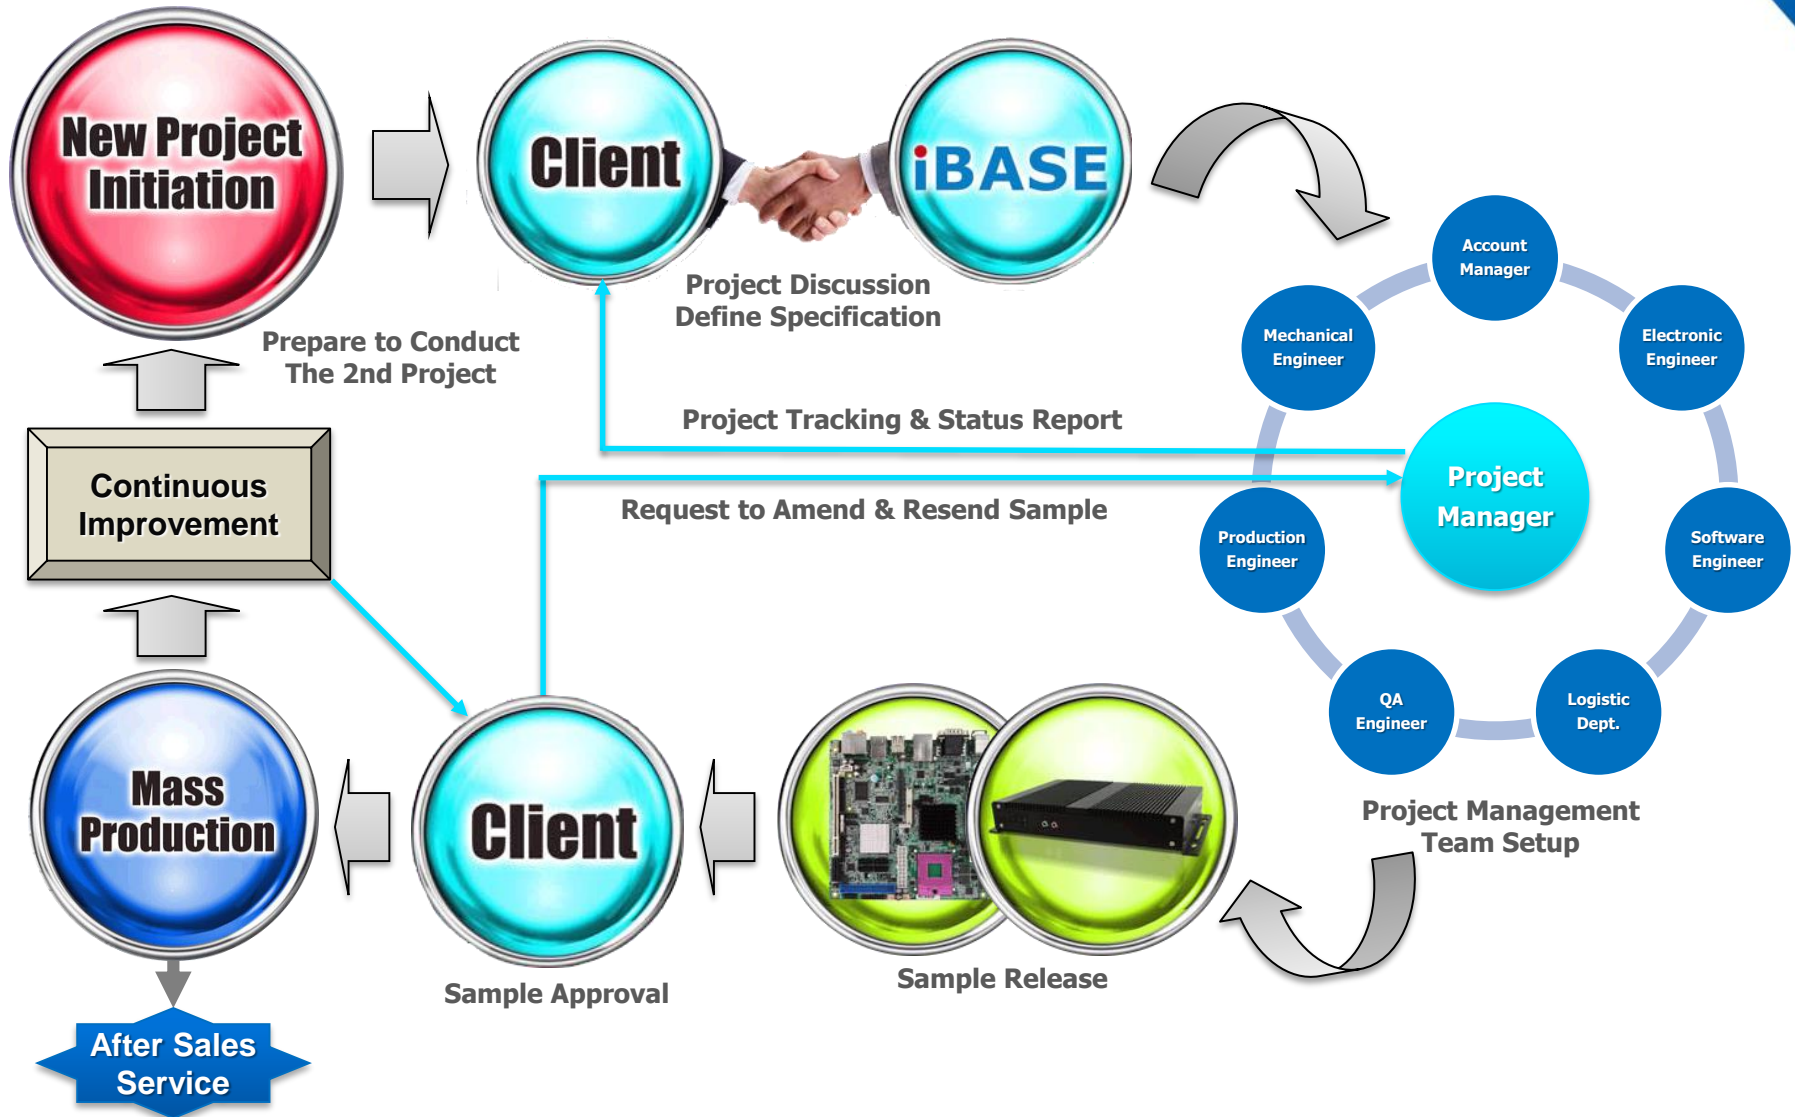 New Project
Initiation
Client
iBASE
Project Discussion
Define Specification
Prepare to Conduct
The 2nd Project
Account
Manager
Mechanical
Engineer
Electronic
Engineer
Project Tracking & Status Report
Continuous
Improvement
Request to Amend & Resend Sample
Project
Manager
Production
Engineer
Software
Engineer
QA
Engineer
Logistic
Dept.
Project Management
Team Setup
Mass
Production
Client
Sample Approval
Sample Release
After Sales
Service